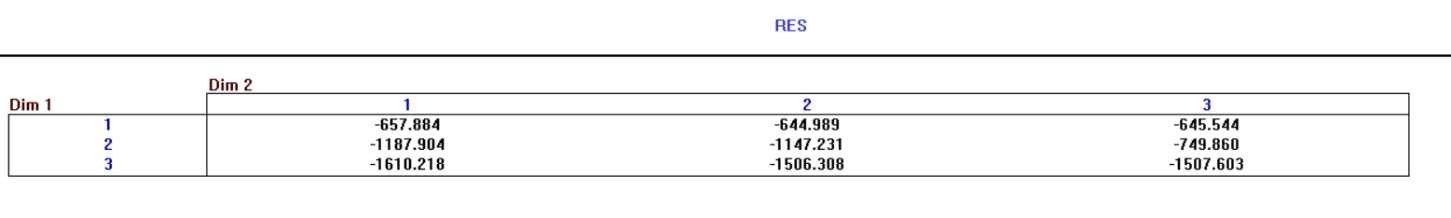 RES
Dim 2
Dim 1 1 2 3
1 -657.884 -644.989 -645.544
2 -1187.904 -1147.231 -749.860
3 -1610.218 -1506.308 -1507.603